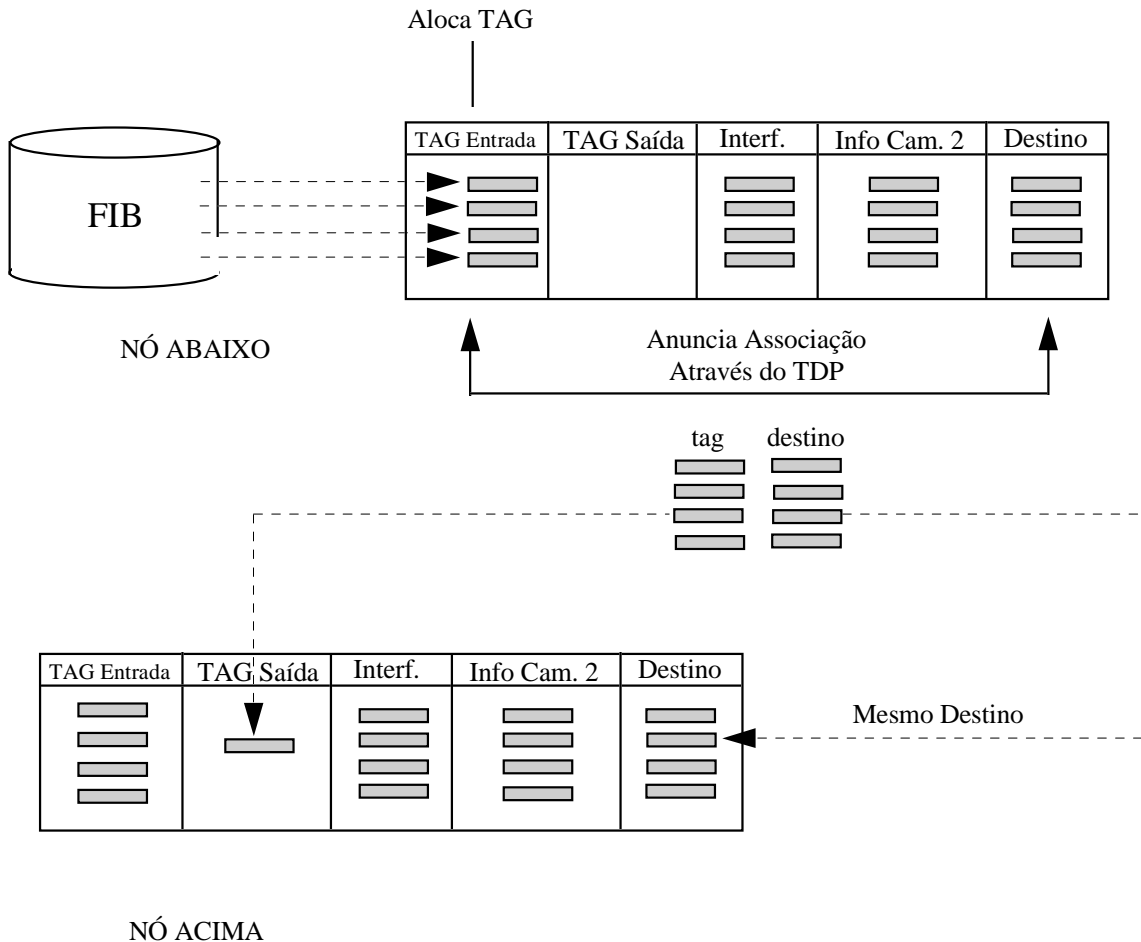 Aloca TAG
TAG Entrada TAG Saída Interf. Info Cam. 2 Destino
FIB
NÓ ABAIXO
Anuncia Associação
Através do TDP
tag destino
TAG Entrada TAG Saída Interf. Info Cam. 2 Destino
Mesmo Destino
NÓ ACIMA